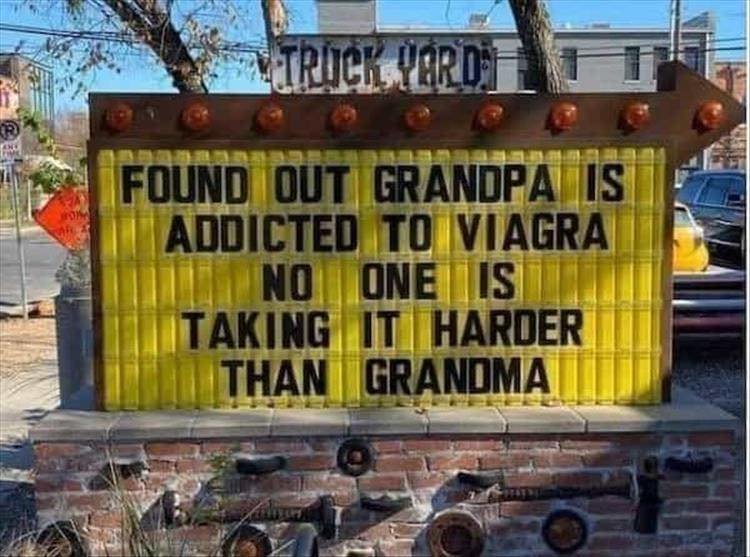 TRUCK YARD
FOUND OUT GRANDPA IS
ADDICTED TO VIAGRA
NO ONE IS
TAKING IT HARDER
THAN GRANDMA